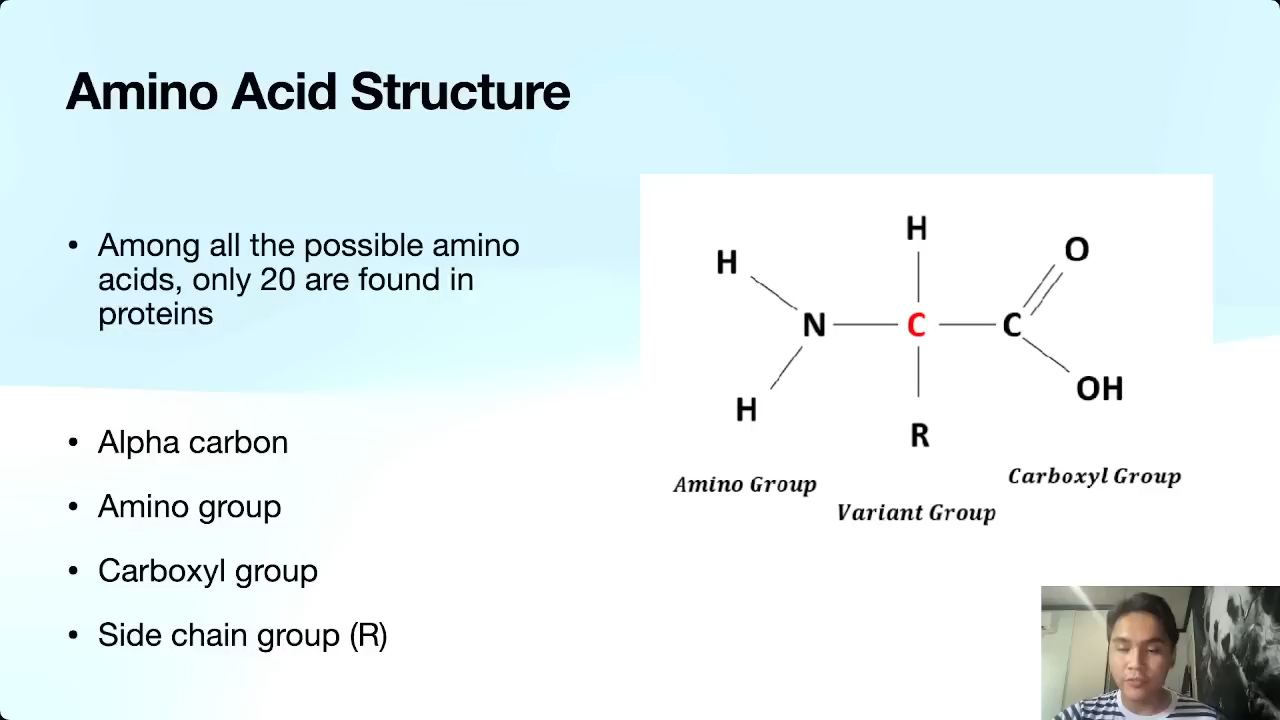 Amino Acid Structure
• Among all the possible amino
acids, only 20 are found in
proteins
• Alpha carbon
• Amino group
• Carboxyl group
• Side chain group (R)
H
H
O
N
C
C
H
OH
R
Amino Group
Variant Group
Carboxyl Group